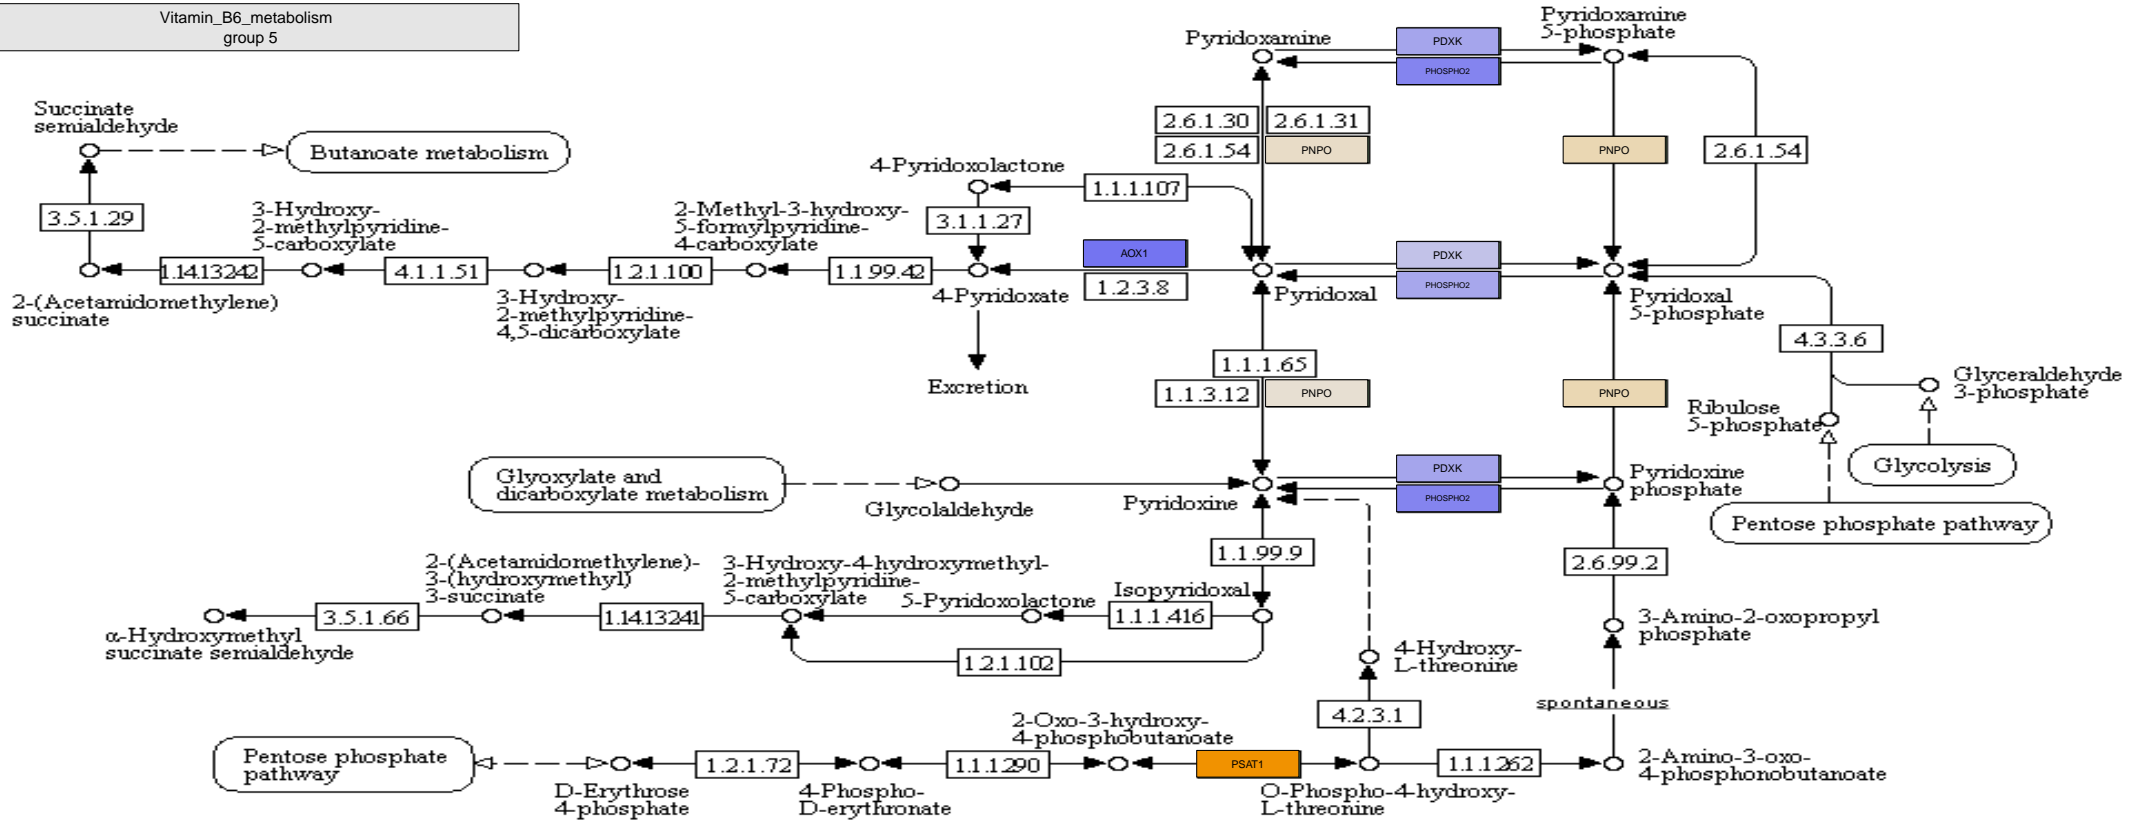 Vitamin_B6_metabolism
group 5
Pyridoxamine
PDXK
PHOSPHO2
Pyridoxamine
5-phosphate
Succinate
semialdehyde
Butanoate metabolism
2.6.1.30
2.6.1.31
2.6.1.54
PNPO
PNPO
2.6.1.54
4-Pyridoxolactone
1.1.1.107
3.5.1.29
3-Hydroxy-
2-methylpyridine-
5-carboxylate
2-Methyl-3-hydroxy-
5-formylpyridine-
4-carboxylate
3.1.1.27
AOX1
PDXK
1.14.13242
4.1.1.51
1.2.1.100
1.1.99.42
1.2.3.8
PHOSPHO2
2-(Acetamidomethylene)
succinate
3-Hydroxy-
2-methylpyridine-
4,5-dicarboxylate
4-Pyridoxate
Pyridoxal
Pyridoxal
5-phosphate
4.3.3.6
1.1.1.65
Excretion
1.1.3.12
PNPO
PNPO
Glyceraldehyde
3-phosphate
Ribulose
5-phosphate
Glycolysis
Glyoxylate and
dicarboxylate metabolism
Glycolaldehyde
Pyridoxine
PDXK
PHOSPHO2
Pyridoxine
phosphate
Pentose phosphate pathway
1.1.99.9
2.6.99.2
2-(Acetamidomethylene)-
3-(hydroxymethyl)
3-succinate
3-Hydroxy-4-hydroxymethyl-
2-methylpyridine-
5-carboxylate
5-Pyridoxolactone
Isopyridoxal
3.5.1.66
1.14.13241
1.1.1.416
α-Hydroxymethyl
succinate semialdehyde
1.2.1.102
3-Amino-2-oxopropyl
phosphate
4-Hydroxy-
L-threonine
spontaneous
4.2.3.1
2-Oxo-3-hydroxy-
4-phosphobutanoate
Pentose phosphate
pathway
1.2.1.72
1.1.1290
PSAT1
1.1.1262
D-Erythrose
4-phosphate
4-Phospho-
D-erythronate
O-Phospho-4-hydroxy-
L-threonine
2-Amino-3-oxo-
4-phosphonobutanoate